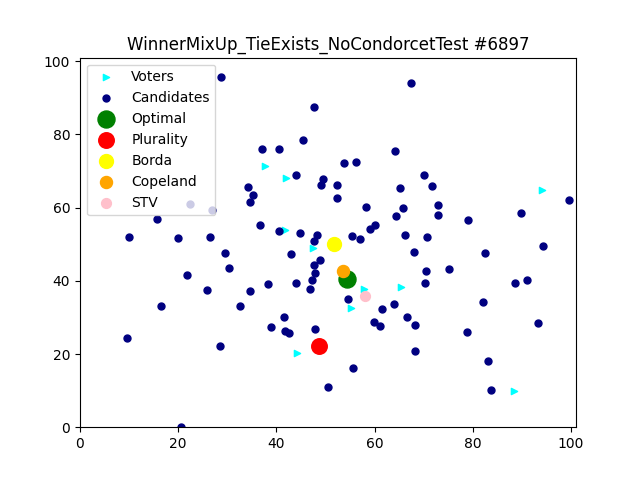 WinnerMixUp_TieExists_NoCondorcetTest #6897
Voters
Candidates
Optimal
Plurality
Borda
Copeland
STV
100
80
60
40
20
0
0 20 40 60 80 100